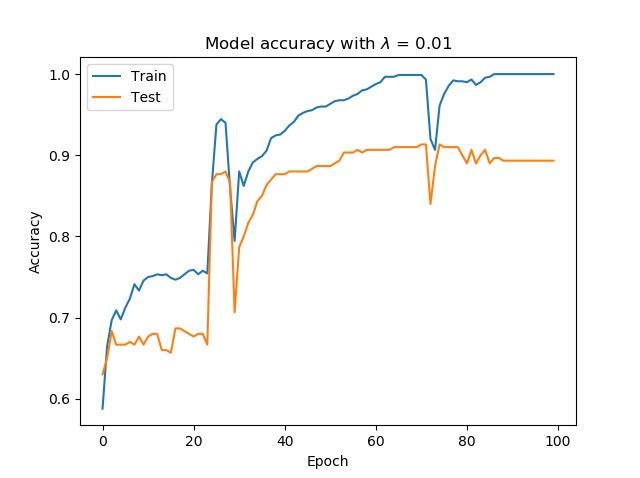 Model accuracy with λ = 0.01
Train
Test
1.0
0.9
0.8
0.7
0.6
Accuracy
0 20 40 60 80 100
Epoch